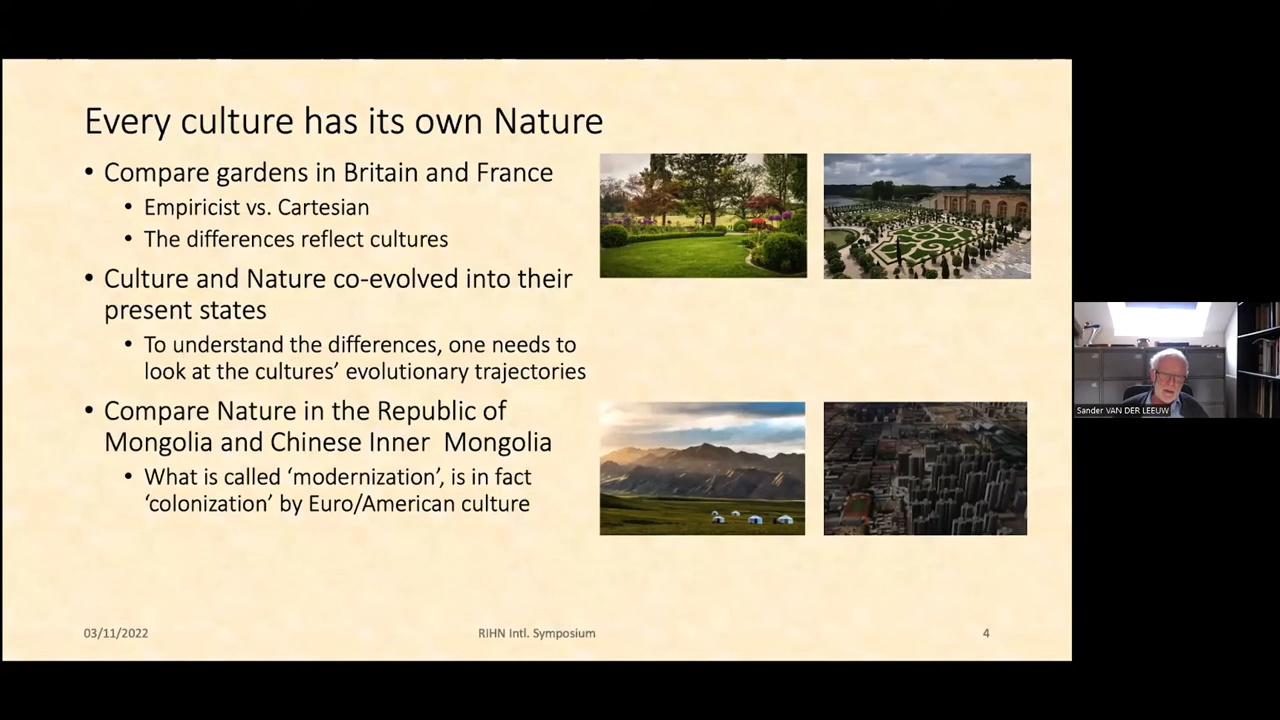 Every culture has its own Nature
• Compare gardens in Britain and France
• Empiricist vs. Cartesian
• The differences reflect cultures
• Culture and Nature co-evolved into their
present states
• To understand the differences, one needs to
look at the cultures’ evolutionary trajectories
• Compare Nature in the Republic of
Mongolia and Chinese Inner  Mongolia
• What is called ‘modernization’, is in fact
‘colonization’ by Euro/American culture
03/11/2022
RIHN Intl. Symposium
4
Sander VAN DER LEEUW